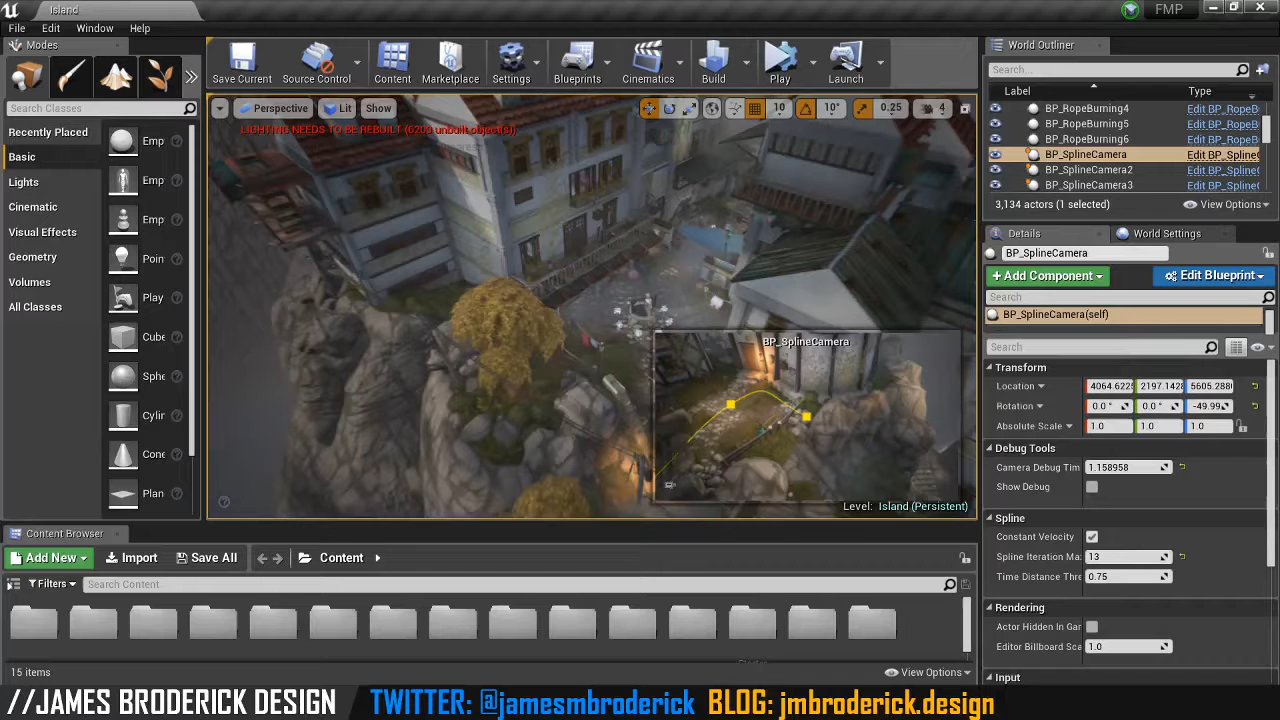 Island
FMP
File Edit Window Help
Modes
Search Classes
Recently Placed
Basic
Lights
Cinematic
Visual Effects
Geometry
Volumes
All Classes
Emp
Emp
Emp
Poin
Play
Cube
Sphe
Cylir
Con
Plan
Save Current
Source Control
Content
Marketplace
Settings
Blueprints
Cinematics
Build
Play
Launch
Perspective
Lit
Show
10
10°
0.25
4
LIGHTING NEEDS TO BE REBUILT (6200 unbuilt object(s))
BP_SplineCamera
Level: Island (Persistent)
World Outliner
Search...
Label
Type
BP_RopeBurning4 Edit BP_RopeB
BP_RopeBurning5 Edit BP_RopeB
BP_RopeBurning6 Edit BP_RopeB
BP_SplineCamera Edit BP_Spline
BP_SplineCamera2 Edit BP_Spline
BP_SplineCamera3 Edit BP_Spline
3,134 actors (1 selected)
View Options
Details
World Settings
BP_SplineCamera
+ Add Component
Edit Blueprint
Search
BP_SplineCamera(self)
Search
Transform
Location 4064.622 2197.1428 5605.288
Rotation 0.0 ° 0.0 ° -49.99
Absolute Scale 1.0 1.0 1.0
Debug Tools
Camera Debug Tim 1.158958
Show Debug
Spline
Constant Velocity
Spline Iteration Ma 13
Time Distance Thre 0.75
Rendering
Actor Hidden In Gar
Editor Billboard Sca 1.0
Input
Content Browser
Add New
Import
Save All
Content
Filters
Search Content...
15 items
View Options
//JAMES BRODERICK DESIGN TWITTER: @jamesmbroderick BLOG: jmbroderick.design